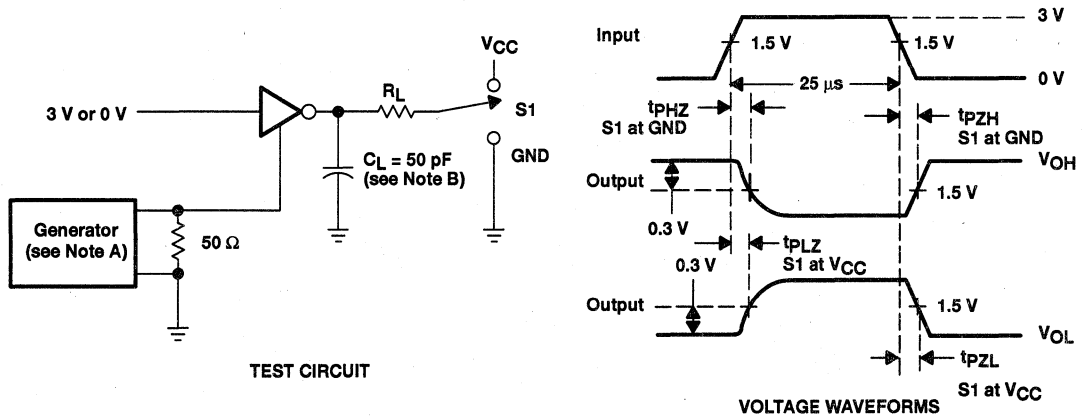 VCC
RL
S1
3 V or 0 V
GND
CL = 50 pF
(see Note B)
Generator
(see Note A)
50 Ω
TEST CIRCUIT
Input
3 V
1.5 V
1.5 V
0 V
25 μs
tPHZ
S1 at GND
tPZH
S1 at GND
VOH
Output
1.5 V
0.3 V
tPLZ
S1 at VCC
0.3 V
Output
1.5 V
VOL
tPZL
S1 at VCC
VOLTAGE WAVEFORMS